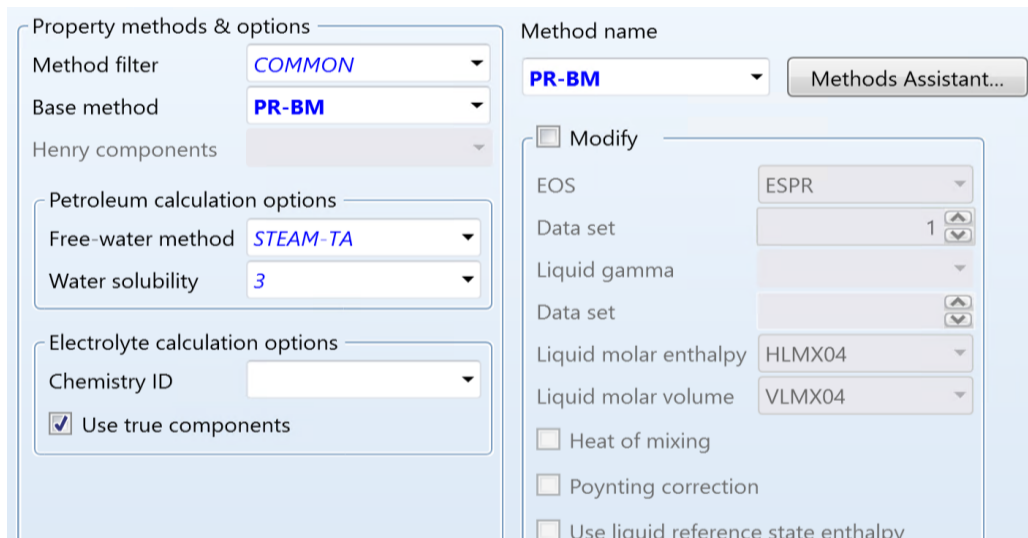 Property methods & options
Method filter COMMON
Base method PR-BM
Henry components
Petroleum calculation options
Free-water method STEAM-TA
Water solubility 3
Electrolyte calculation options
Chemistry ID
Use true components
Method name
PR-BM Methods Assistant...
Modify
EOS ESPR
Data set 1
Liquid gamma
Data set
Liquid molar enthalpy HLMX04
Liquid molar volume VLMX04
Heat of mixing
Poynting correction
Use liquid reference state enthalpy